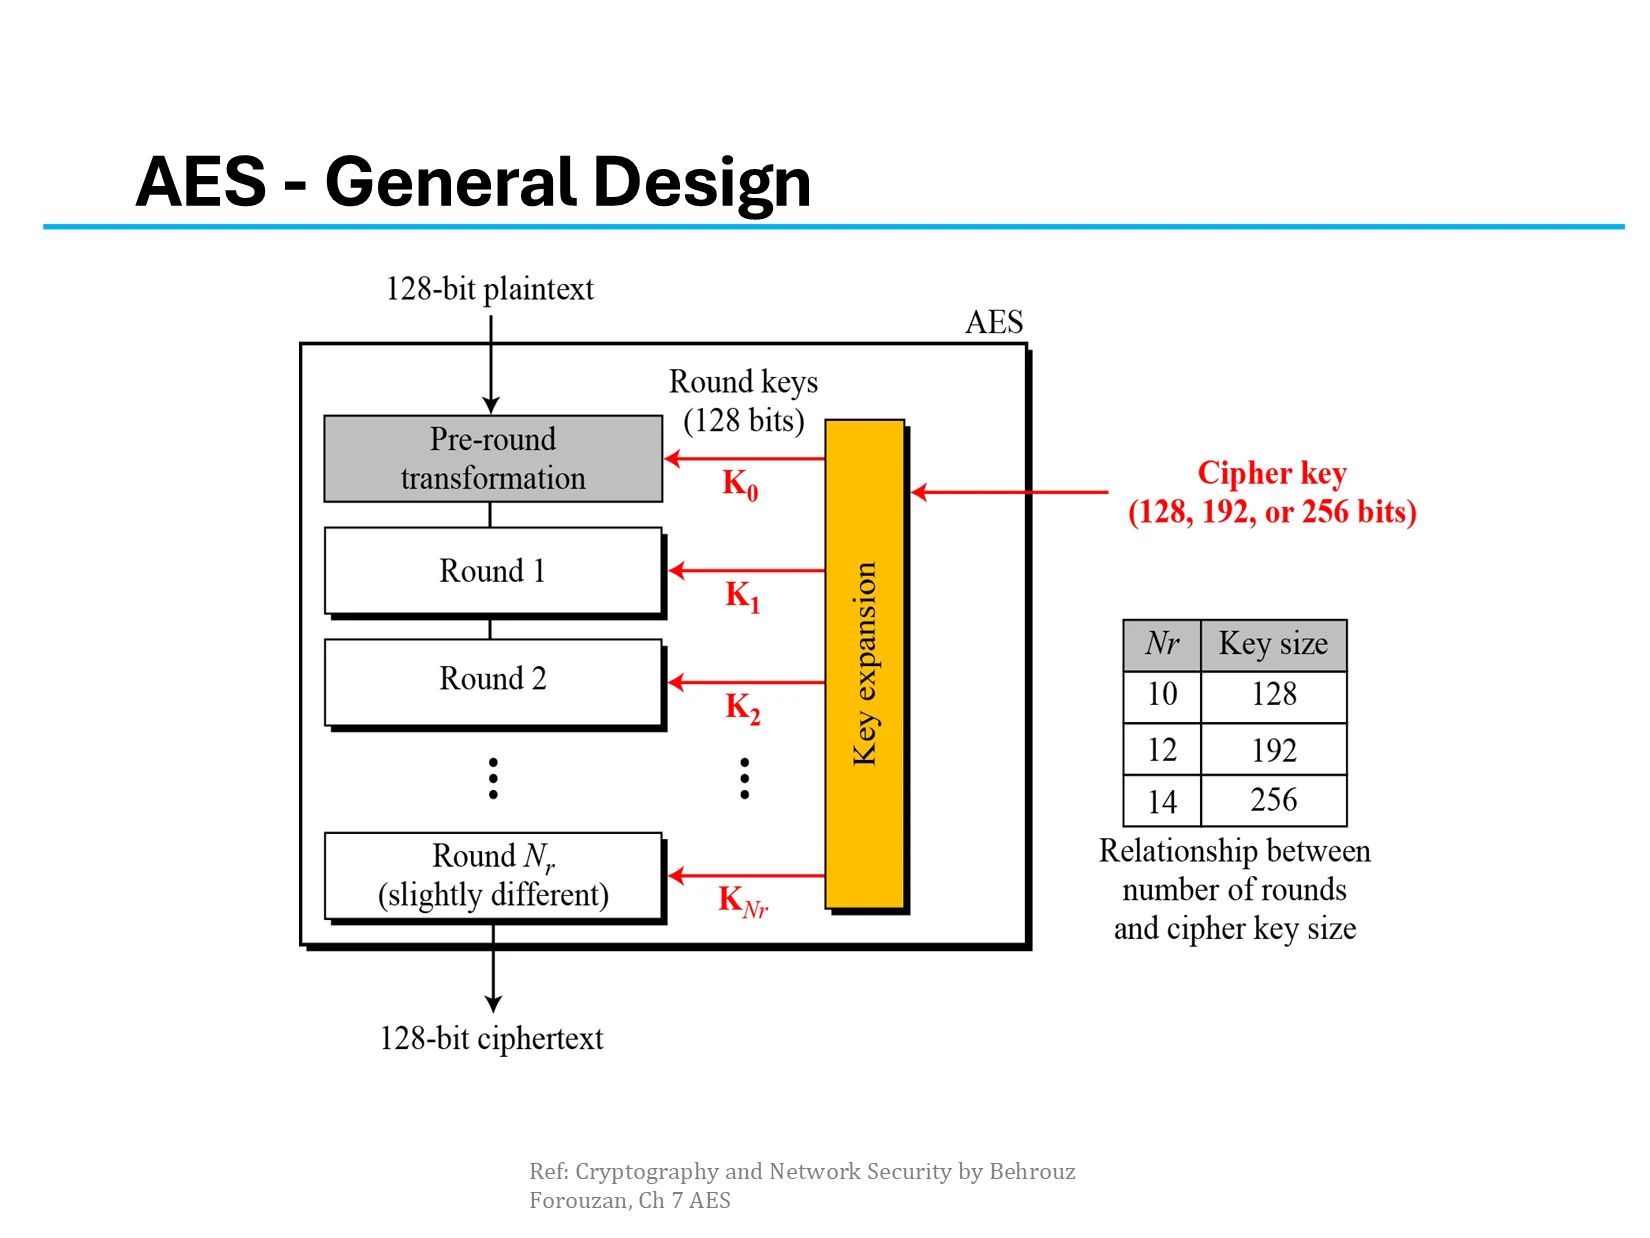 AES - General Design
128-bit plaintext
AES
Round keys
(128 bits)
Pre-round
transformation
K0
Cipher key
(128, 192, or 256 bits)
Round 1
K1
Round 2
K2
Key expansion
Nr Key size
10 128
12 192
14 256
Relationship between
number of rounds
and cipher key size
Round Nr
(slightly different)
KNr
128-bit ciphertext
Ref: Cryptography and Network Security by Behrouz
Forouzan, Ch 7 AES